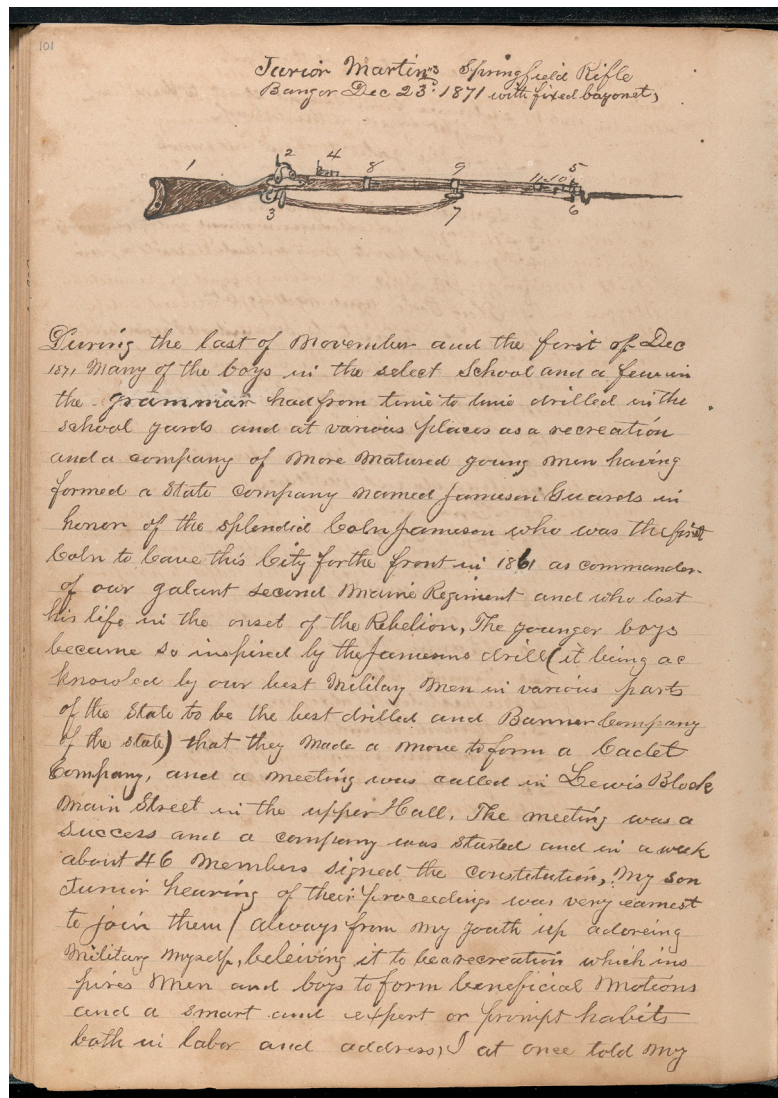 101
Junior Martin's Springfield Rifle
Bangor Dec 23d 1871 with fixed bayonet,
1 2 4 8 9 11 10 5
3 7 6
During the last of November and the first of Dec
1871 Many of the boys in the select School and a few in
the grammar had from time to time drilled in the
school yards and at various places as a recreation
and a company of more matured young men having
formed a State company named Jameson Guards in
honor of the splendid Coln Jameson who was the first
Coln to leave this City for the front in 1861 as commander
of our galant second Maine Regiment and who lost
his life in the onset of the Rebelion, The younger boys
became so inspired by the Jamesons drill (it being ac
knowled by our best Military Men in various parts
of the State to be the best drilled and Banner Company
of the state) that they made a move to form a Cadet
Company, and a meeting was called in Lewis Block
Main Street in the upper Hall. The meeting was a
success and a company was started and in a week
about 46 Members signed the constitution, My son
Junior hearing of their proceedings was very earnest
to join them (always from my youth up adoreing
Military myself, beleiving it to be a recreation which ins
pires Men and boys to form beneficial Motions
and a smart and expert or prompt habits
both in labor and address) I at once told my